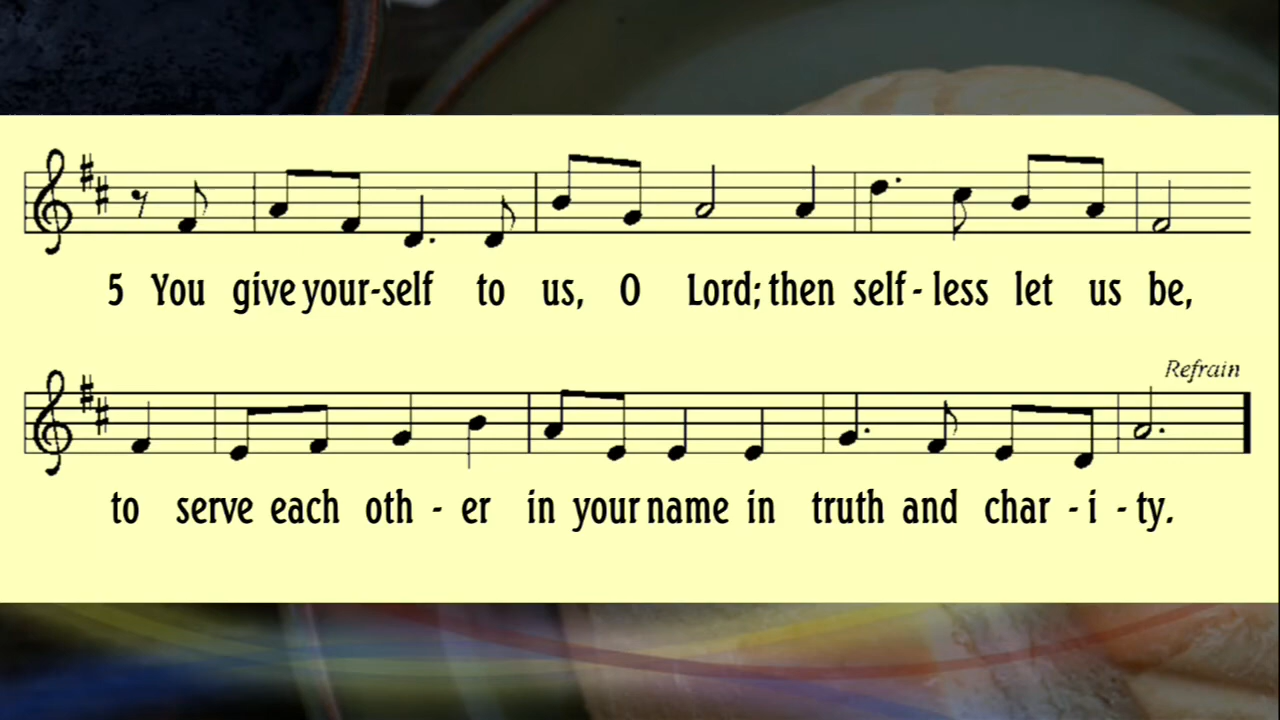 5 You give your-self to us, O Lord; then self - less let us be,
Refrain
to serve each oth - er in your name in truth and char - i - ty.